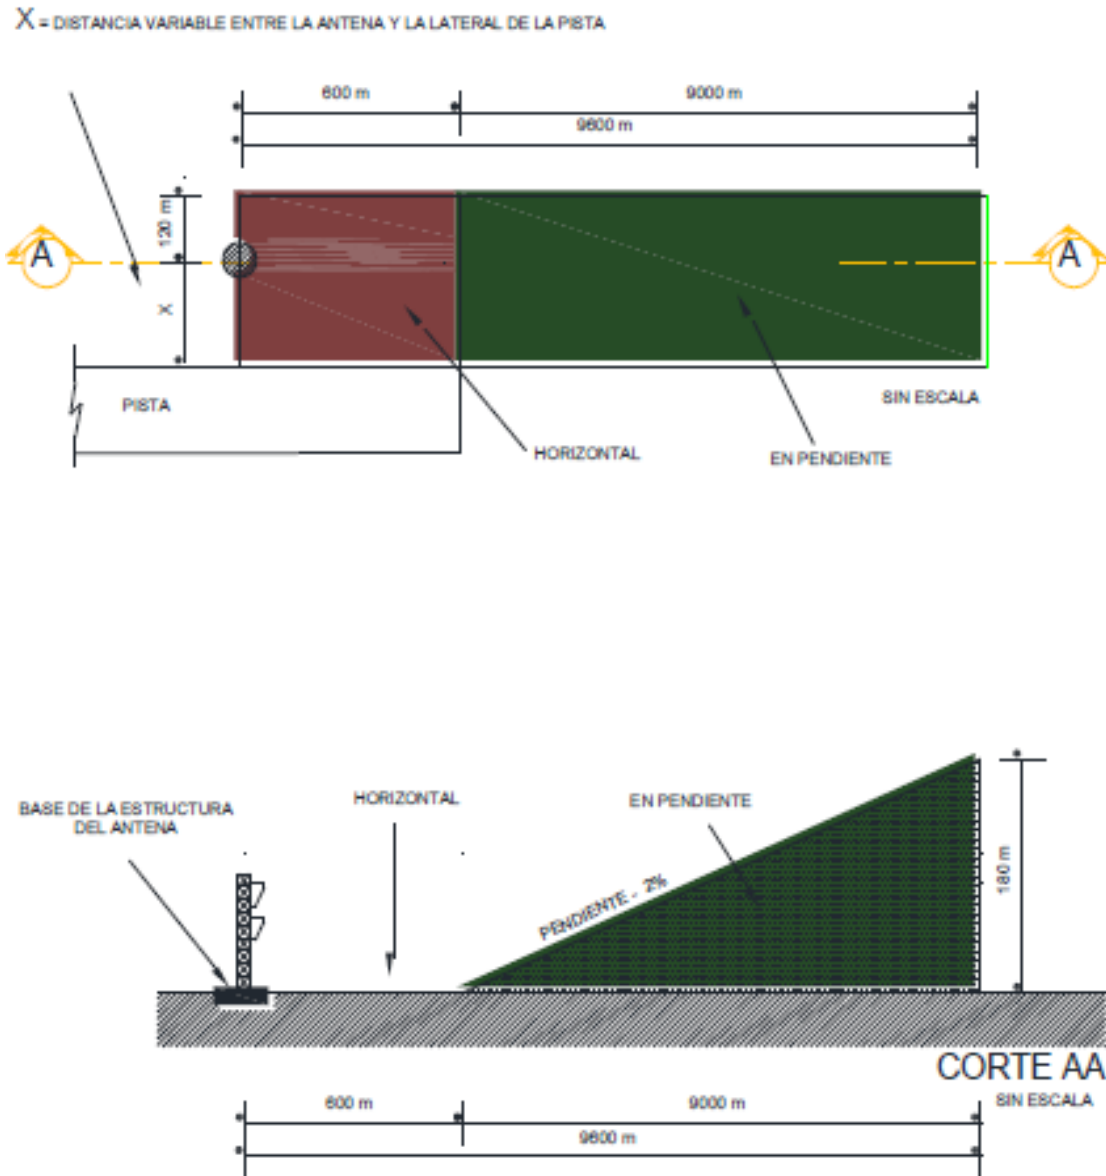 X = DISTANCIA VARIABLE ENTRE LA ANTENA Y LA LATERAL DE LA PISTA
600 m
9000 m
9600 m
120 m
A
A
X
PISTA
SIN ESCALA
HORIZONTAL
EN PENDIENTE
BASE DE LA ESTRUCTURA
DEL ANTENA
HORIZONTAL
EN PENDIENTE
PENDIENTE - 2%
180 m
CORTE AA
SIN ESCALA
600 m
9000 m
9600 m